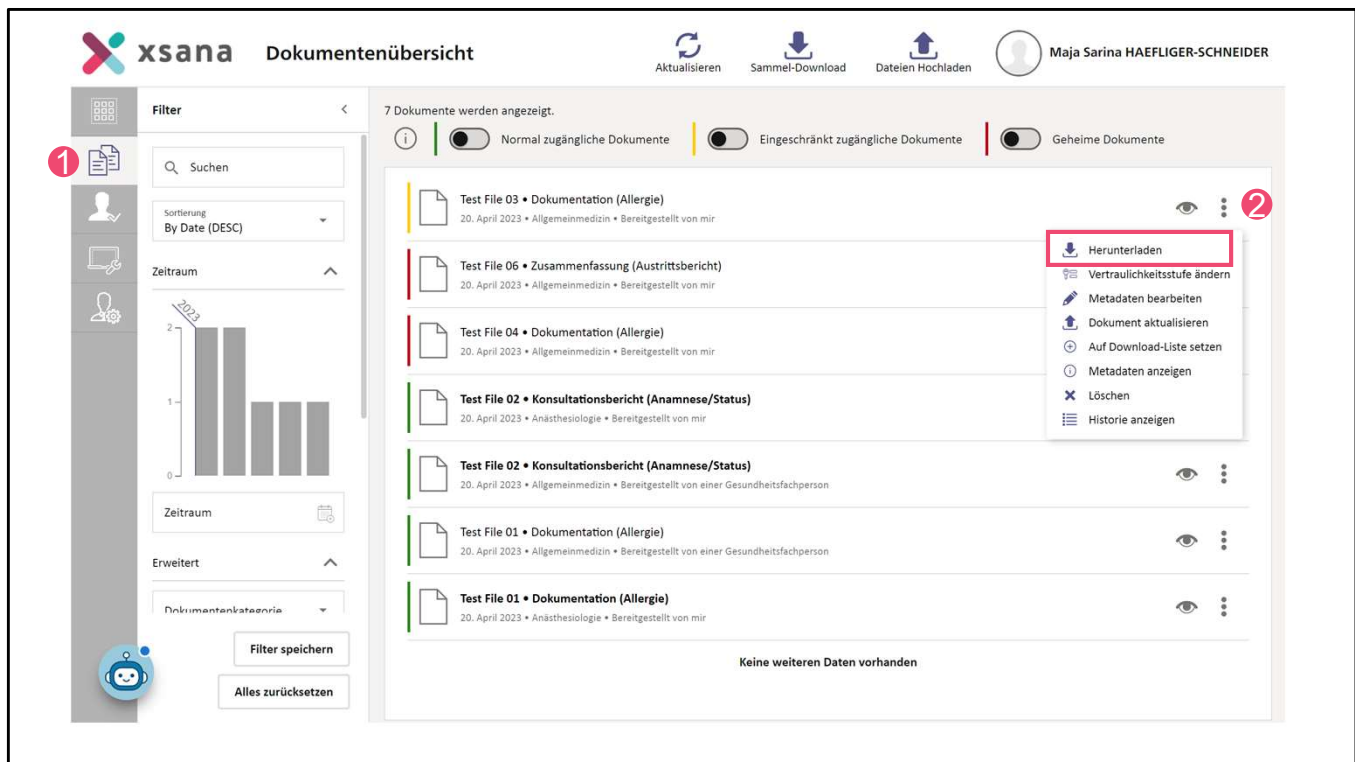 xsana
Dokumentenübersicht
Aktualisieren
Sammel-Download
Dateien Hochladen
Maja Sarina HAEFLIGER-SCHNEIDER
1
Filter
Suchen
Sortierung
By Date (DESC)
Zeitraum
2023
2
1
0
Zeitraum
Erweitert
Dokumentenkategorie
Filter speichern
Alles zurücksetzen
7 Dokumente werden angezeigt.
Normal zugängliche Dokumente
Eingeschränkt zugängliche Dokumente
Geheime Dokumente
Test File 03 • Dokumentation (Allergie)
20. April 2023 • Allgemeinmedizin • Bereitgestellt von mir
2
Herunterladen
Vertraulichkeitsstufe ändern
Metadaten bearbeiten
Dokument aktualisieren
Auf Download-Liste setzen
Metadaten anzeigen
Löschen
Historie anzeigen
Test File 06 • Zusammenfassung (Austrittsbericht)
20. April 2023 • Allgemeinmedizin • Bereitgestellt von mir
Test File 04 • Dokumentation (Allergie)
20. April 2023 • Allgemeinmedizin • Bereitgestellt von mir
Test File 02 • Konsultationsbericht (Anamnese/Status)
20. April 2023 • Anästhesiologie • Bereitgestellt von mir
Test File 02 • Konsultationsbericht (Anamnese/Status)
20. April 2023 • Allgemeinmedizin • Bereitgestellt von einer Gesundheitsfachperson
Test File 01 • Dokumentation (Allergie)
20. April 2023 • Allgemeinmedizin • Bereitgestellt von einer Gesundheitsfachperson
Test File 01 • Dokumentation (Allergie)
20. April 2023 • Anästhesiologie • Bereitgestellt von mir
Keine weiteren Daten vorhanden